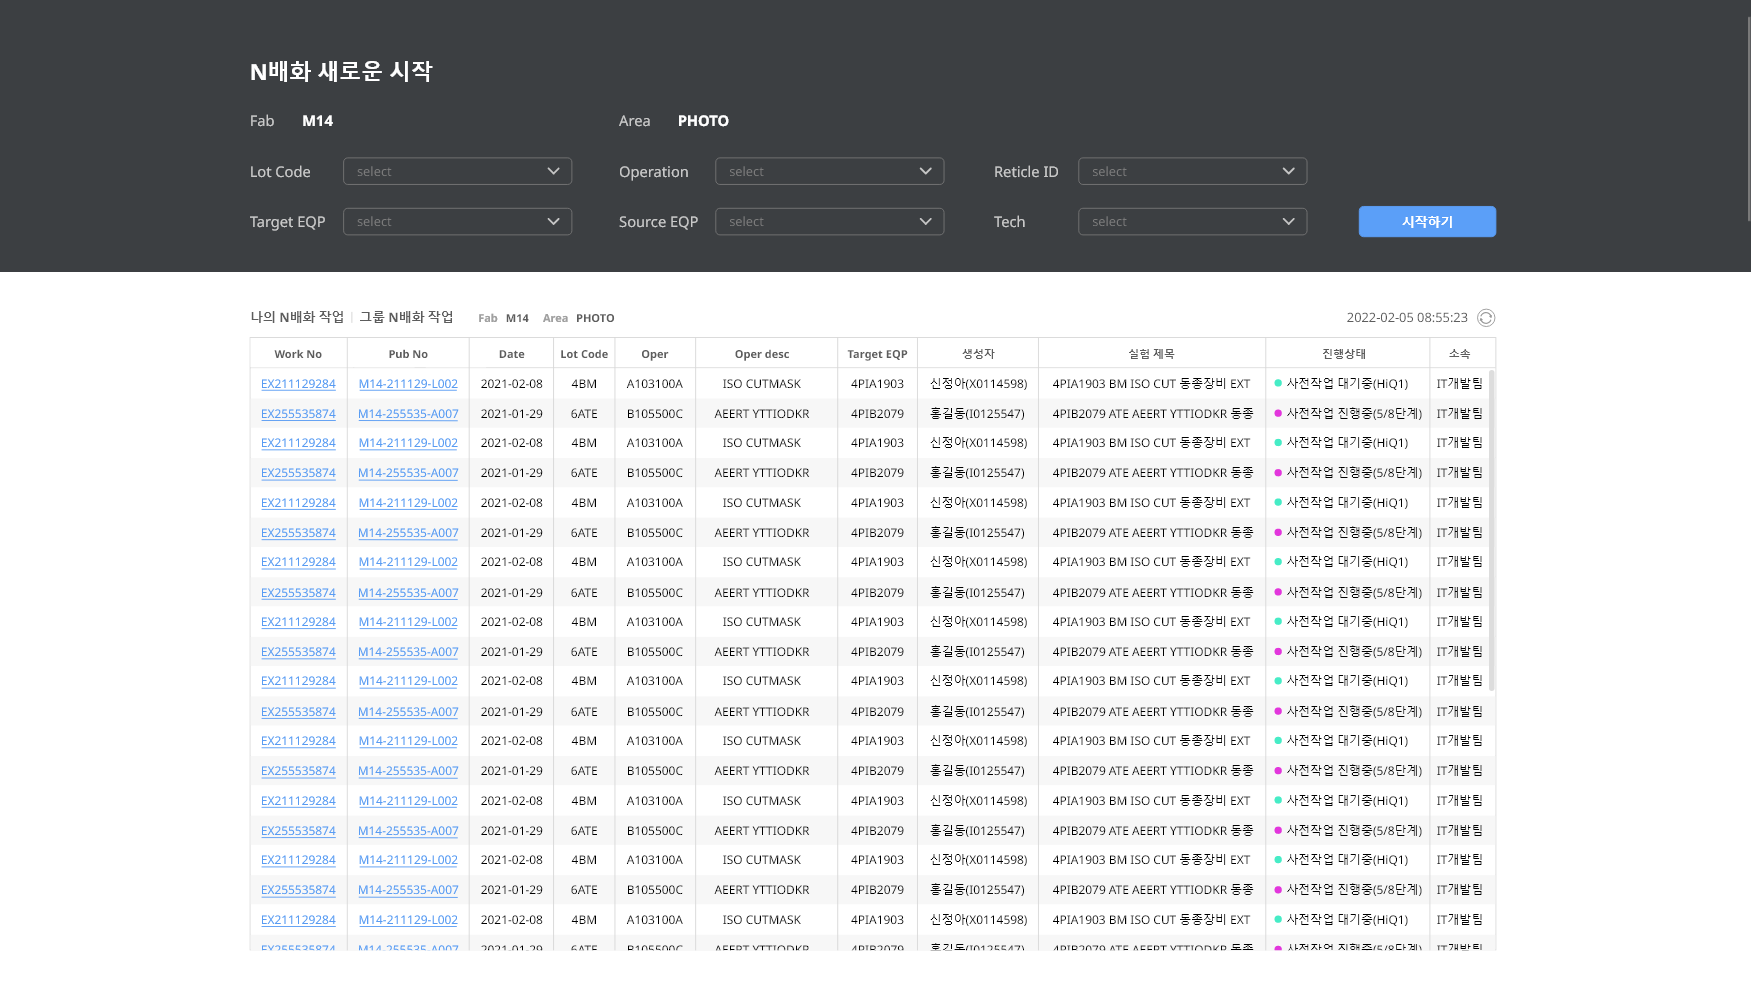 N배화 새로운 시작
Fab M14 Area PHOTO
Lot Code select Operation select Reticle ID select
Target EQP select Source EQP select Tech select 시작하기
나의 N배화 작업 | 그룹 N배화 작업 Fab M14 Area PHOTO 2022-02-05 08:55:23
Work No Pub No Date Lot Code Oper Oper desc Target EQP 생성자 실험 제목 진행상태 소속
EX211129284 M14-211129-L002 2021-02-08 4BM A103100A ISO CUTMASK 4PIA1903 신정아(X0114598) 4PIA1903 BM ISO CUT 동종장비 EXT 사전작업 대기중(HiQ1) IT개발팀
EX255535874 M14-255535-A007 2021-01-29 6ATE B105500C AEERT YTTIODKR 4PIB2079 홍길동(I0125547) 4PIB2079 ATE AEERT YTTIODKR 동종 사전작업 진행중(5/8단계) IT개발팀
EX211129284 M14-211129-L002 2021-02-08 4BM A103100A ISO CUTMASK 4PIA1903 신정아(X0114598) 4PIA1903 BM ISO CUT 동종장비 EXT 사전작업 대기중(HiQ1) IT개발팀
EX255535874 M14-255535-A007 2021-01-29 6ATE B105500C AEERT YTTIODKR 4PIB2079 홍길동(I0125547) 4PIB2079 ATE AEERT YTTIODKR 동종 사전작업 진행중(5/8단계) IT개발팀
EX211129284 M14-211129-L002 2021-02-08 4BM A103100A ISO CUTMASK 4PIA1903 신정아(X0114598) 4PIA1903 BM ISO CUT 동종장비 EXT 사전작업 대기중(HiQ1) IT개발팀
EX255535874 M14-255535-A007 2021-01-29 6ATE B105500C AEERT YTTIODKR 4PIB2079 홍길동(I0125547) 4PIB2079 ATE AEERT YTTIODKR 동종 사전작업 진행중(5/8단계) IT개발팀
EX211129284 M14-211129-L002 2021-02-08 4BM A103100A ISO CUTMASK 4PIA1903 신정아(X0114598) 4PIA1903 BM ISO CUT 동종장비 EXT 사전작업 대기중(HiQ1) IT개발팀
EX255535874 M14-255535-A007 2021-01-29 6ATE B105500C AEERT YTTIODKR 4PIB2079 홍길동(I0125547) 4PIB2079 ATE AEERT YTTIODKR 동종 사전작업 진행중(5/8단계) IT개발팀
EX211129284 M14-211129-L002 2021-02-08 4BM A103100A ISO CUTMASK 4PIA1903 신정아(X0114598) 4PIA1903 BM ISO CUT 동종장비 EXT 사전작업 대기중(HiQ1) IT개발팀
EX255535874 M14-255535-A007 2021-01-29 6ATE B105500C AEERT YTTIODKR 4PIB2079 홍길동(I0125547) 4PIB2079 ATE AEERT YTTIODKR 동종 사전작업 진행중(5/8단계) IT개발팀
EX211129284 M14-211129-L002 2021-02-08 4BM A103100A ISO CUTMASK 4PIA1903 신정아(X0114598) 4PIA1903 BM ISO CUT 동종장비 EXT 사전작업 대기중(HiQ1) IT개발팀
EX255535874 M14-255535-A007 2021-01-29 6ATE B105500C AEERT YTTIODKR 4PIB2079 홍길동(I0125547) 4PIB2079 ATE AEERT YTTIODKR 동종 사전작업 진행중(5/8단계) IT개발팀
EX211129284 M14-211129-L002 2021-02-08 4BM A103100A ISO CUTMASK 4PIA1903 신정아(X0114598) 4PIA1903 BM ISO CUT 동종장비 EXT 사전작업 대기중(HiQ1) IT개발팀
EX255535874 M14-255535-A007 2021-01-29 6ATE B105500C AEERT YTTIODKR 4PIB2079 홍길동(I0125547) 4PIB2079 ATE AEERT YTTIODKR 동종 사전작업 진행중(5/8단계) IT개발팀
EX211129284 M14-211129-L002 2021-02-08 4BM A103100A ISO CUTMASK 4PIA1903 신정아(X0114598) 4PIA1903 BM ISO CUT 동종장비 EXT 사전작업 대기중(HiQ1) IT개발팀
EX255535874 M14-255535-A007 2021-01-29 6ATE B105500C AEERT YTTIODKR 4PIB2079 홍길동(I0125547) 4PIB2079 ATE AEERT YTTIODKR 동종 사전작업 진행중(5/8단계) IT개발팀
EX211129284 M14-211129-L002 2021-02-08 4BM A103100A ISO CUTMASK 4PIA1903 신정아(X0114598) 4PIA1903 BM ISO CUT 동종장비 EXT 사전작업 대기중(HiQ1) IT개발팀
EX255535874 M14-255535-A007 2021-01-29 6ATE B105500C AEERT YTTIODKR 4PIB2079 홍길동(I0125547) 4PIB2079 ATE AEERT YTTIODKR 동종 사전작업 진행중(5/8단계) IT개발팀
EX211129284 M14-211129-L002 2021-02-08 4BM A103100A ISO CUTMASK 4PIA1903 신정아(X0114598) 4PIA1903 BM ISO CUT 동종장비 EXT 사전작업 대기중(HiQ1) IT개발팀
EX255535874 M14-255535-A007 2021-01-29 6ATE B105500C AEERT YTTIODKR 4PIB2079 홍길동(I0125547) 4PIB2079 ATE AEERT YTTIODKR 동종 사전작업 진행중(5/8단계) IT개발팀